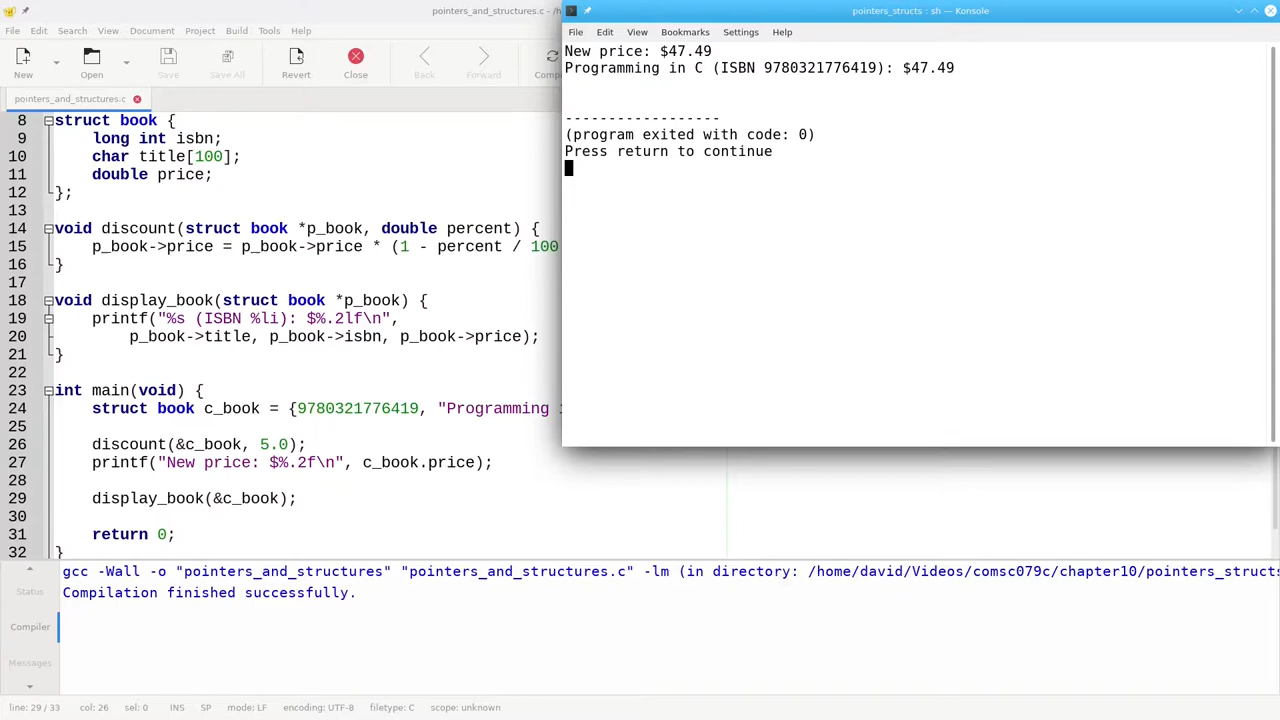 pointers_and_structures.c - /h
File Edit Search View Document Project Build Tools Help
New Open Save Save All Revert Close Back Forward Comp
pointers_and_structures.c
8 struct book {
9 long int isbn;
10 char title[100];
11 double price;
12 };
13
14 void discount(struct book *p_book, double percent) {
15 p_book->price = p_book->price * (1 - percent / 100
16 }
17
18 void display_book(struct book *p_book) {
19 printf("%s (ISBN %li): $%.2lf\n",
20 p_book->title, p_book->isbn, p_book->price);
21 }
22
23 int main(void) {
24 struct book c_book = {9780321776419, "Programming
25
26 discount(&c_book, 5.0);
27 printf("New price: $%.2f\n", c_book.price);
28
29 display_book(&c_book);
30
31 return 0;
32 }
pointers_structs : sh — Konsole
File Edit View Bookmarks Settings Help
New price: $47.49
Programming in C (ISBN 9780321776419): $47.49
------------------
(program exited with code: 0)
Press return to continue
Status
Compiler
Messages
gcc -Wall -o "pointers_and_structures" "pointers_and_structures.c" -lm (in directory: /home/david/Videos/comsc079c/chapter10/pointers_structs
Compilation finished successfully.
line: 29 / 33 col: 26 sel: 0 INS SP mode: LF encoding: UTF-8 filetype: C scope: unknown